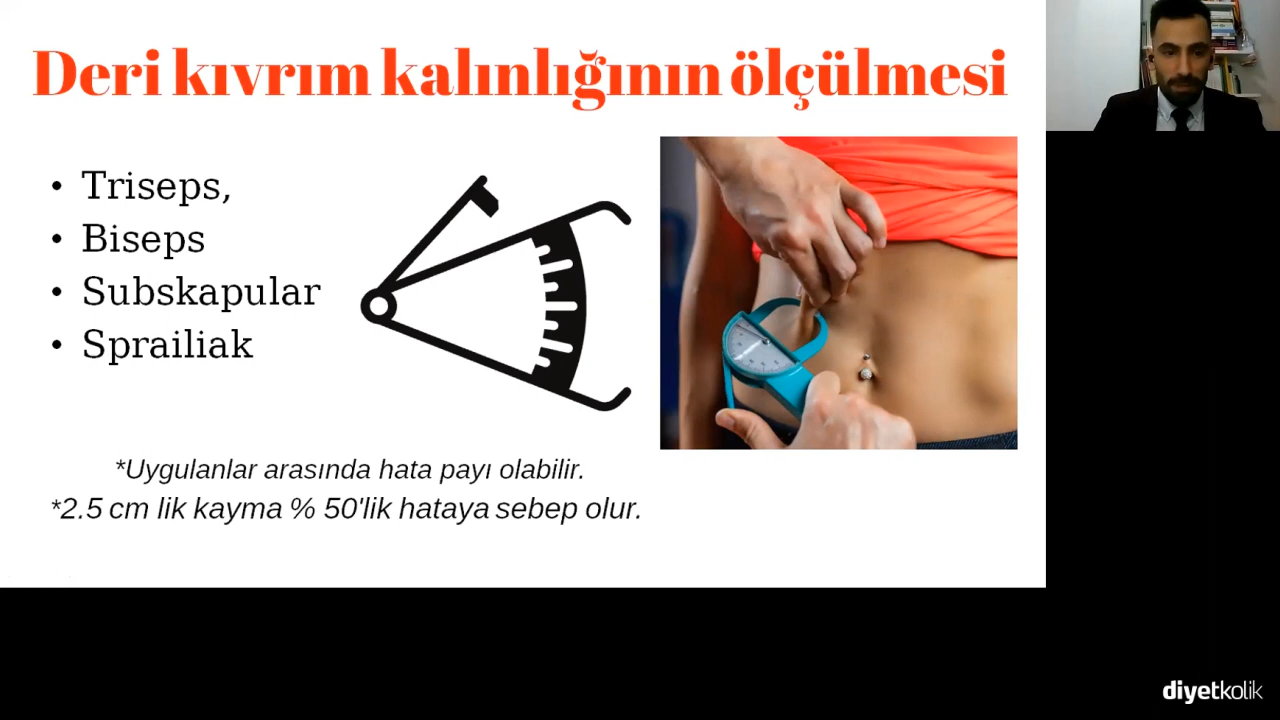 Deri kıvrım kalınlığının ölçülmesi
• Triseps,
• Biseps
• Subskapular
• Sprailiak
*Uygulanlar arasında hata payı olabilir.
*2.5 cm lik kayma % 50'lik hataya sebep olur.
diyetkolik